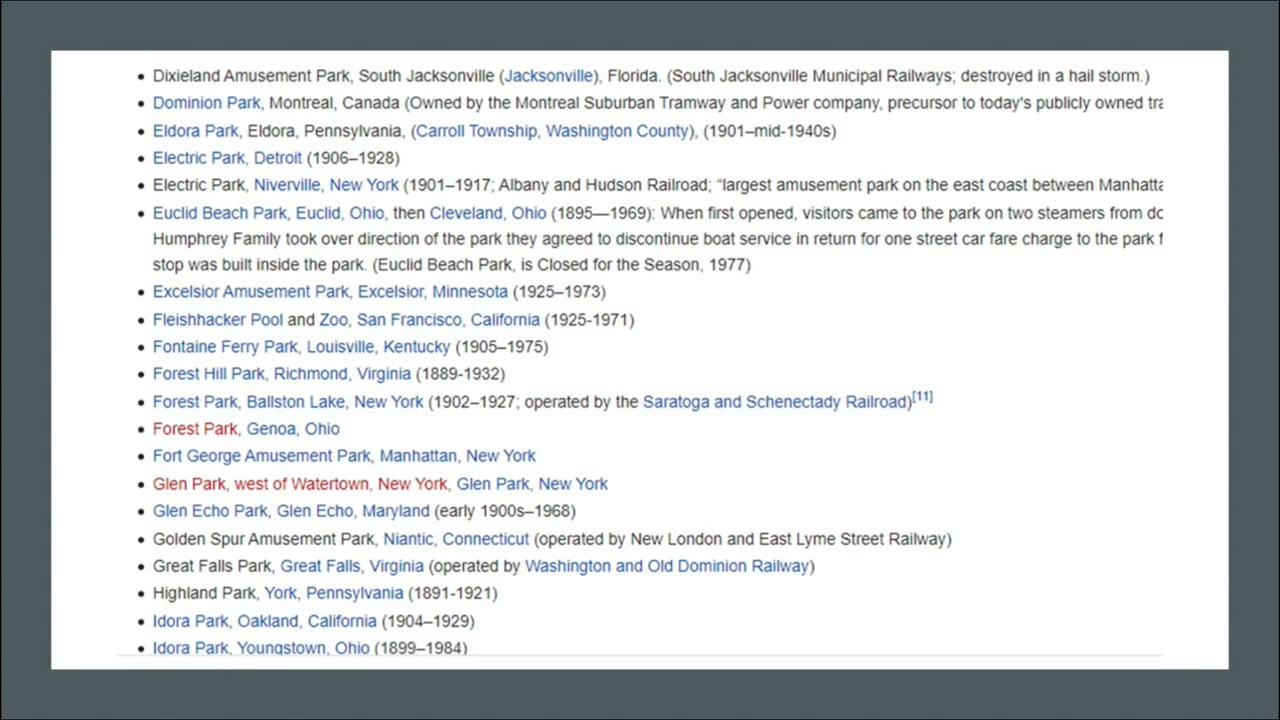 • Dixieland Amusement Park, South Jacksonville (Jacksonville), Florida. (South Jacksonville Municipal Railways; destroyed in a hail storm.)
• Dominion Park, Montreal, Canada (Owned by the Montreal Suburban Tramway and Power company, precursor to today's publicly owned tra
• Eldora Park, Eldora, Pennsylvania, (Carroll Township, Washington County), (1901–mid-1940s)
• Electric Park, Detroit (1906–1928)
• Electric Park, Niverville, New York (1901–1917; Albany and Hudson Railroad; “largest amusement park on the east coast between Manhatta
• Euclid Beach Park, Euclid, Ohio, then Cleveland, Ohio (1895—1969): When first opened, visitors came to the park on two steamers from do
Humphrey Family took over direction of the park they agreed to discontinue boat service in return for one street car fare charge to the park f
stop was built inside the park. (Euclid Beach Park, is Closed for the Season, 1977)
• Excelsior Amusement Park, Excelsior, Minnesota (1925–1973)
• Fleishhacker Pool and Zoo, San Francisco, California (1925-1971)
• Fontaine Ferry Park, Louisville, Kentucky (1905–1975)
• Forest Hill Park, Richmond, Virginia (1889-1932)
• Forest Park, Ballston Lake, New York (1902–1927; operated by the Saratoga and Schenectady Railroad)[11]
• Forest Park, Genoa, Ohio
• Fort George Amusement Park, Manhattan, New York
• Glen Park, west of Watertown, New York, Glen Park, New York
• Glen Echo Park, Glen Echo, Maryland (early 1900s–1968)
• Golden Spur Amusement Park, Niantic, Connecticut (operated by New London and East Lyme Street Railway)
• Great Falls Park, Great Falls, Virginia (operated by Washington and Old Dominion Railway)
• Highland Park, York, Pennsylvania (1891-1921)
• Idora Park, Oakland, California (1904–1929)
• Idora Park, Youngstown, Ohio (1899–1984)